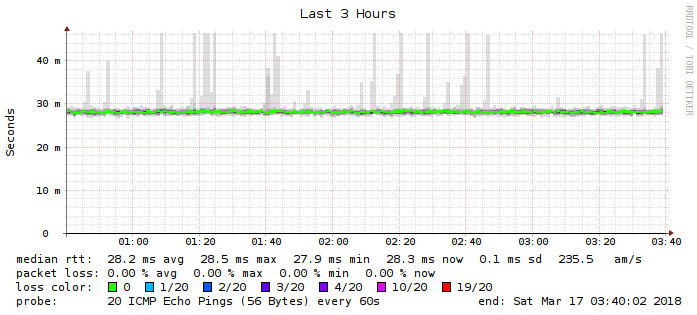 Last 3 Hours
RRDTOOL / TOBI OETIKER
Seconds
40 m
30 m
20 m
10 m
0
01:00 01:20 01:40 02:00 02:20 02:40 03:00 03:20 03:40
median rtt: 28.2 ms avg 28.5 ms max 27.9 ms min 28.3 ms now 0.1 ms sd 235.5 am/s
packet loss: 0.00 % avg 0.00 % max 0.00 % min 0.00 % now
loss color: 0 1/20 2/20 3/20 4/20 10/20 19/20
probe: 20 ICMP Echo Pings (56 Bytes) every 60s end: Sat Mar 17 03:40:02 2018